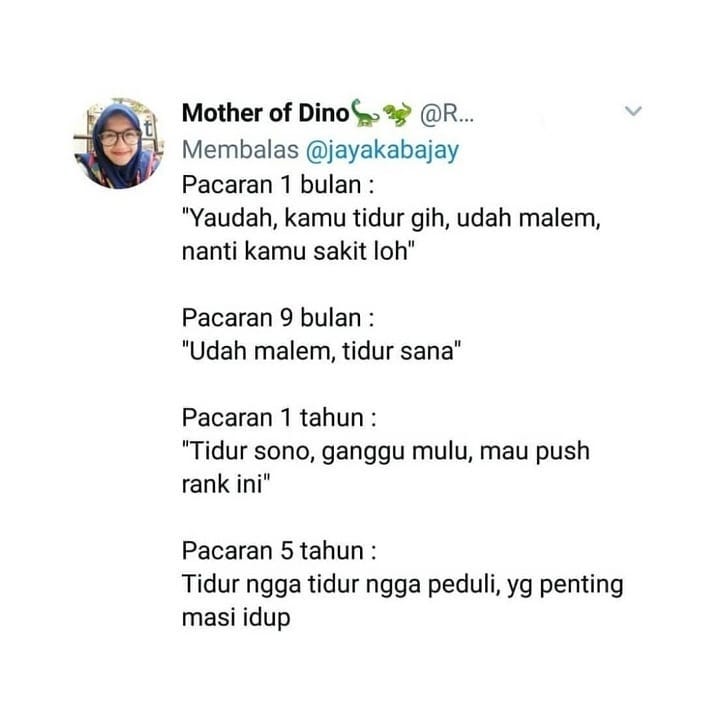 Mother of Dino🦕🦖 @R...
Membalas @jayakabajay
Pacaran 1 bulan :
"Yaudah, kamu tidur gih, udah malem,
nanti kamu sakit loh"
Pacaran 9 bulan :
"Udah malem, tidur sana"
Pacaran 1 tahun :
"Tidur sono, ganggu mulu, mau push
rank ini"
Pacaran 5 tahun :
Tidur ngga tidur ngga peduli, yg penting
masi idup